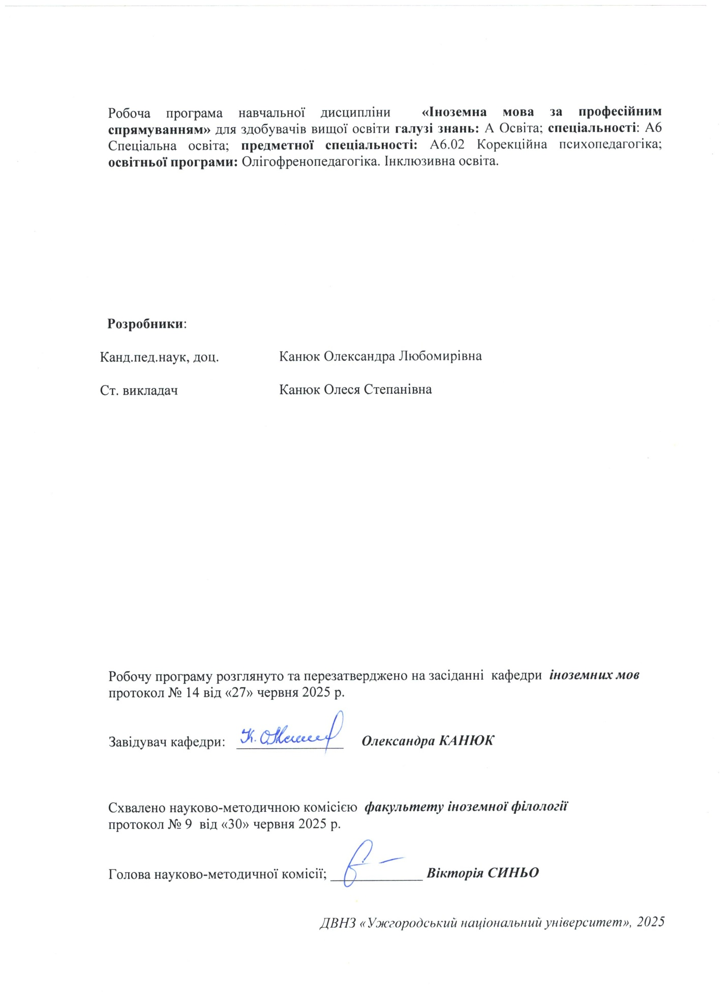 Робоча програма навчальної дисципліни «Іноземна мова за професійним
спрямуванням» для здобувачів вищої освіти галузі знань: А Освіта; спеціальності: А6
Спеціальна освіта; предметної спеціальності: А6.02 Корекційна психопедагогіка;
освітньої програми: Олігофренопедагогіка. Інклюзивна освіта.
Розробники:
Канд.пед.наук, доц. Канюк Олександра Любомирівна
Ст. викладач Канюк Олеся Степанівна
Робочу програму розглянуто та перезатверджено на засіданні кафедри іноземних мов
протокол № 14 від «27» червня 2025 р.
Завідувач кафедри: Олександра КАНЮК
Схвалено науково-методичною комісією факультету іноземної філології
протокол № 9 від «30» червня 2025 р.
Голова науково-методичної комісії; Вікторія СИНЬО
ДВНЗ «Ужгородський національний університет», 2025